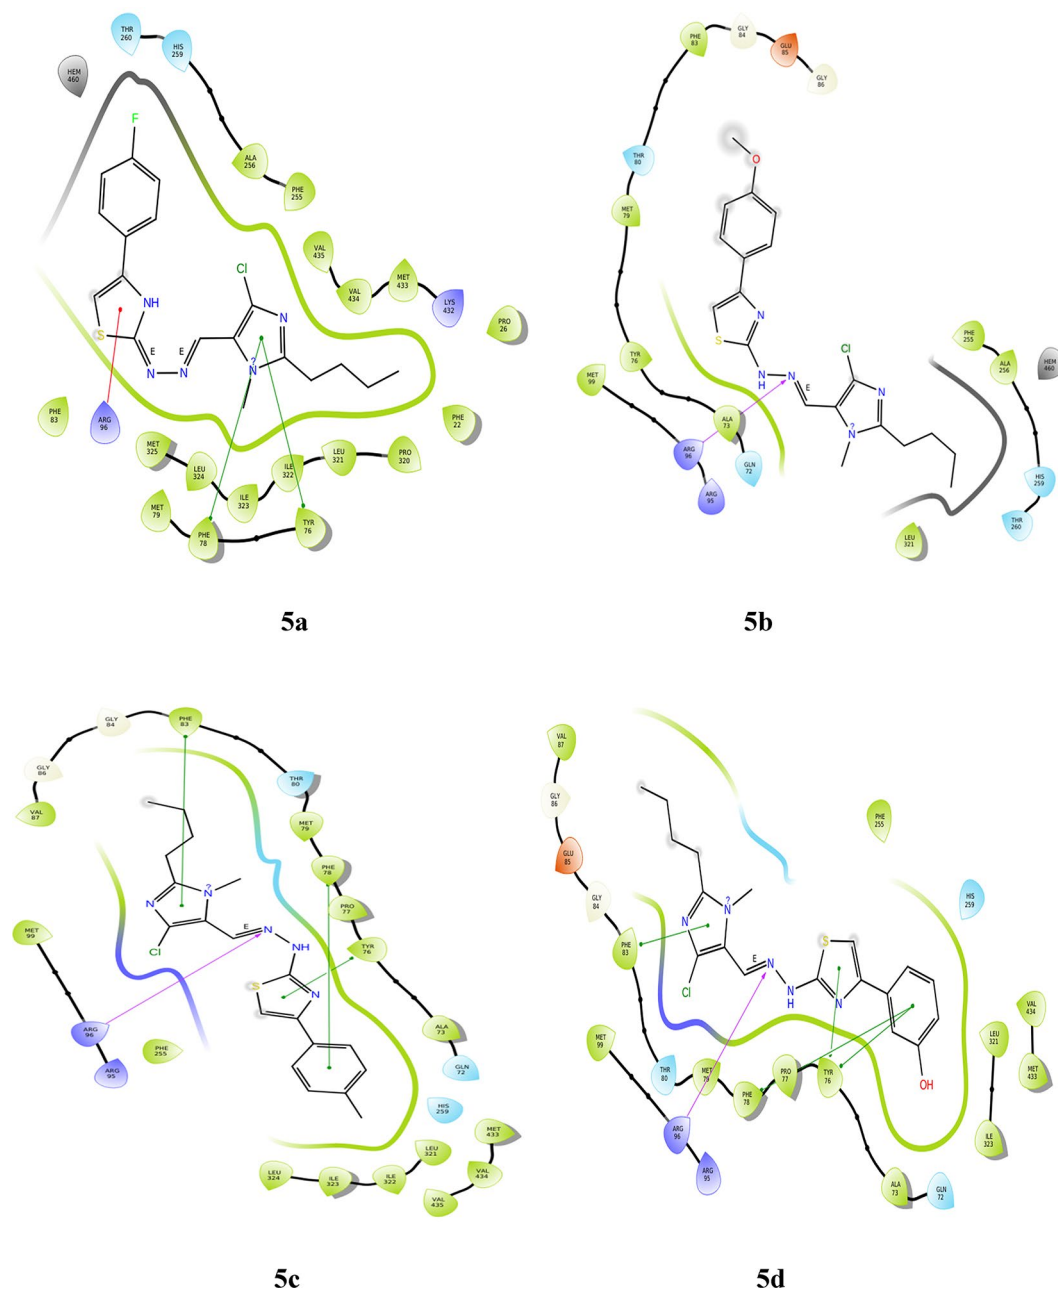 THR 260
HIS 259
HEM 460
F
ALA 256
PHE 255
VAL 435
VAL 434
MET 433
LYS 432
PRO 26
Cl
NH
N
S
E
E
N
N
N
?
PHE 83
ARG 96
PHE 22
MET 325
LEU 324
ILE 323
ILE 322
LEU 321
PRO 320
MET 79
PHE 78
TYR 76
5a
PHE 83
GLY 84
GLU 85
GLY 86
THR 80
MET 79
O
N
S
Cl
N
H
N
E
N
N
?
TYR 76
MET 99
ALA 73
ARG 96
GLN 72
ARG 95
PHE 255
ALA 256
HEM 460
HIS 259
THR 260
LEU 321
5b
GLY 84
PHE 83
GLY 86
VAL 87
THR 80
MET 79
PHE 78
PRO 77
TYR 76
N
N
?
Cl
E
N
NH
S
N
MET 99
ARG 96
ARG 95
PHE 255
ALA 73
GLN 72
HIS 259
MET 433
LEU 321
VAL 434
LEU 324
ILE 323
ILE 322
VAL 435
5c
VAL 87
GLY 86
GLU 85
GLY 84
PHE 83
PHE 255
HIS 259
N
N
?
Cl
E
N
N
H
S
N
OH
MET 99
THR 80
MET 79
PHE 78
PRO 77
TYR 76
ARG 96
ARG 95
ALA 73
GLN 72
VAL 434
LEU 321
MET 433
ILE 323
5d